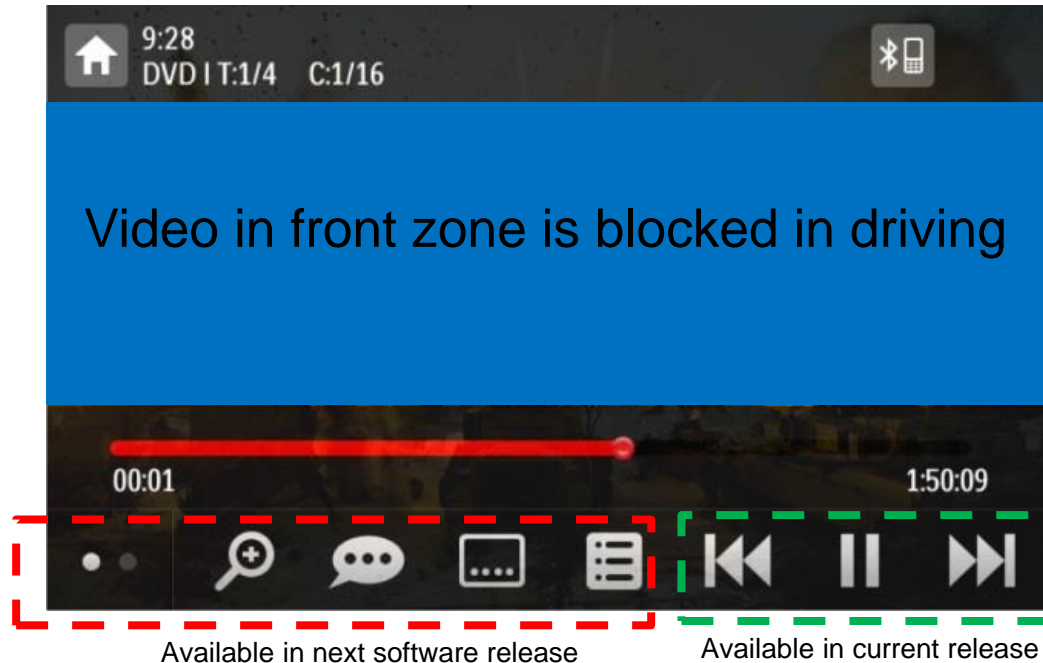 9:28
DVD I T:1/4 C:1/16
Video in front zone is blocked in driving
00:01 1:50:09
Available in next software release Available in current release